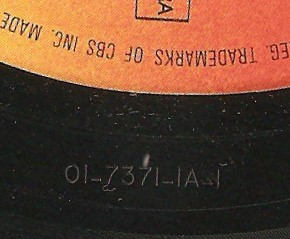 A
EG. TRADEMARKS OF CBS INC. MADE
01-7371-1A-1